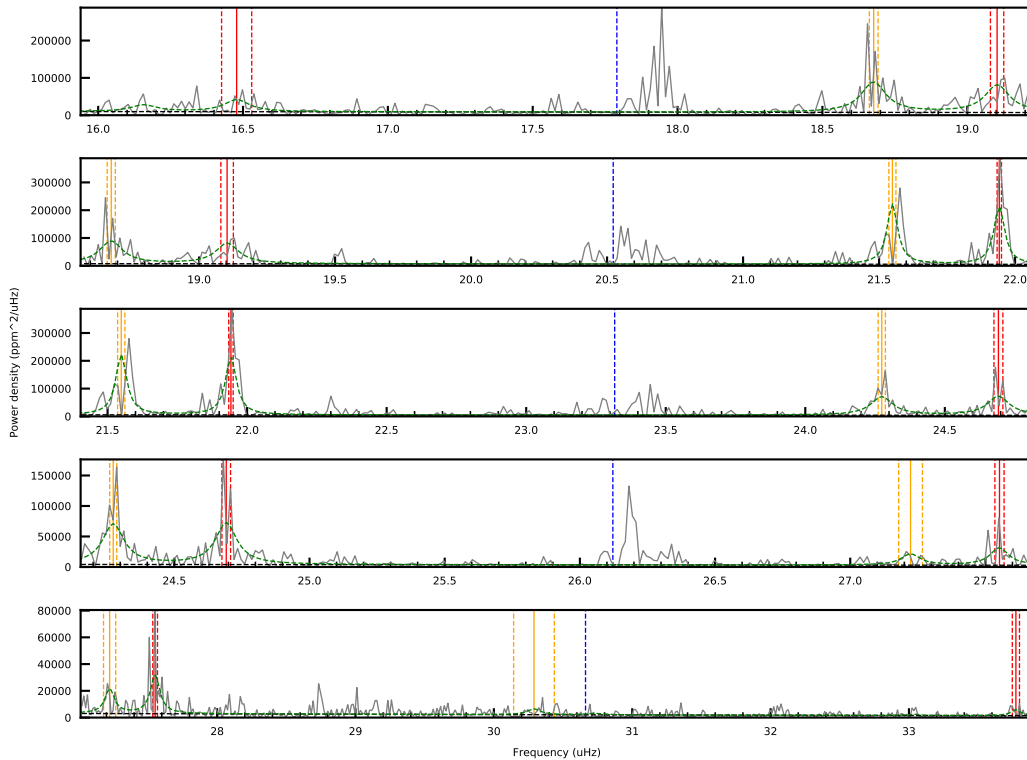 200000
100000
0
16.0 16.5 17.0 17.5 18.0 18.5 19.0
300000
200000
100000
0
19.0 19.5 20.0 20.5 21.0 21.5 22.0
Power density (ppm^2/uHz)
300000
200000
100000
0
21.5 22.0 22.5 23.0 23.5 24.0 24.5
150000
100000
50000
0
24.5 25.0 25.5 26.0 26.5 27.0 27.5
80000
60000
40000
20000
0
28 29 30 31 32 33
Frequency (uHz)